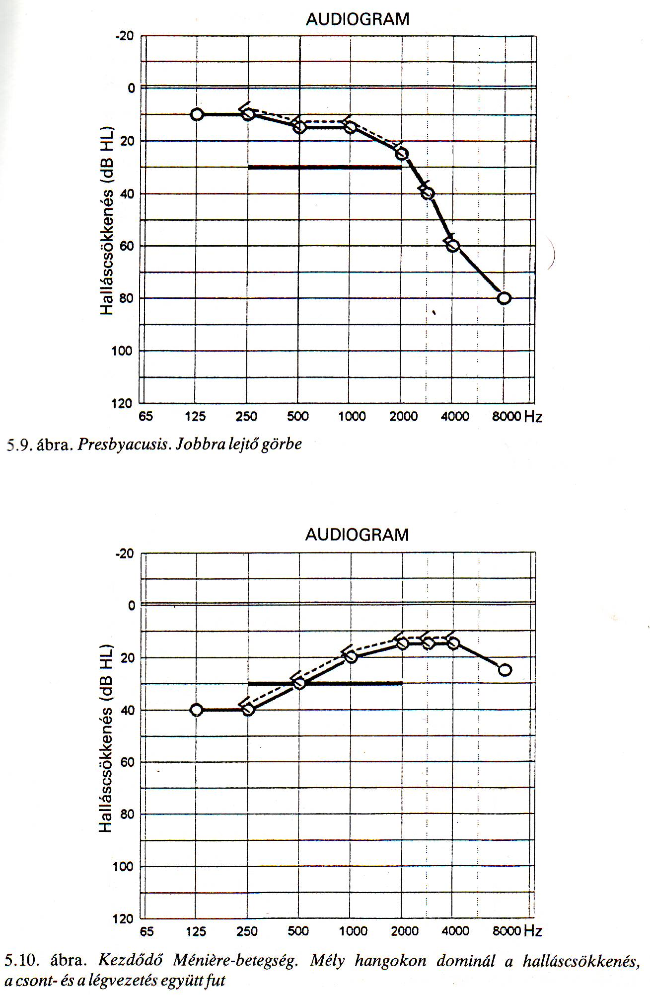 AUDIOGRAM
-20
0
20
40
60
80
100
120
Halláscsökkenés (dB HL)
65 125 250 500 1000 2000 4000 8000 Hz
5.9. ábra. Presbyacusis. Jobbra lejtő görbe
AUDIOGRAM
-20
0
20
40
60
80
100
120
Halláscsökkenés (dB HL)
65 125 250 500 1000 2000 4000 8000 Hz
5.10. ábra. Kezdődő Ménière-betegség. Mély hangokon dominál a halláscsökkenés,
a csont- és a légvezetés együtt fut